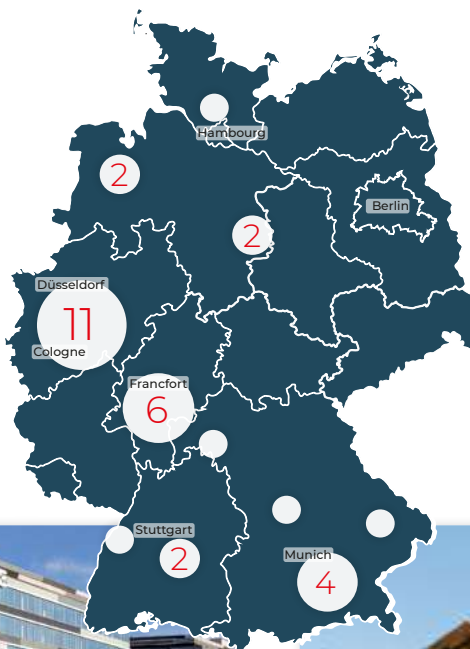 Hambourg
2
Berlin
2
Düsseldorf
11
Cologne
Francfort
6
Stuttgart
2
Munich
4